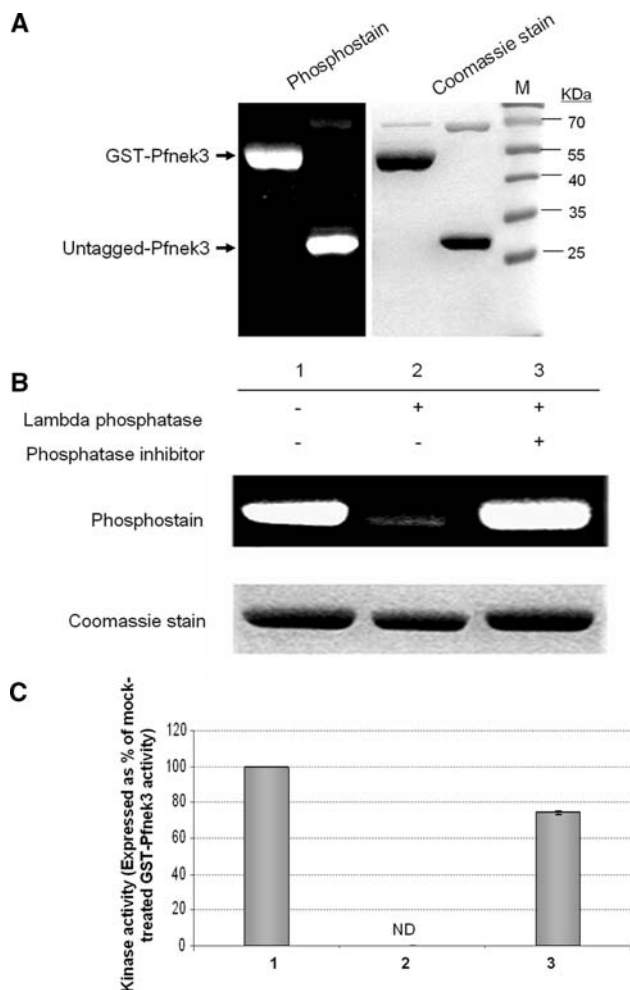 A
Phosphostain
Coomassie stain
M
KDa
70
GST-Pfnek3
55
40
35
Untagged-Pfnek3
25
B
1 2 3
Lambda phosphatase - + +
Phosphatase inhibitor - - +
Phosphostain
Coomassie stain
C
Kinase activity (Expressed as % of mock-
treated GST-Pfnek3 activity)
120
100
80
60
40
20
0
ND
1 2 3